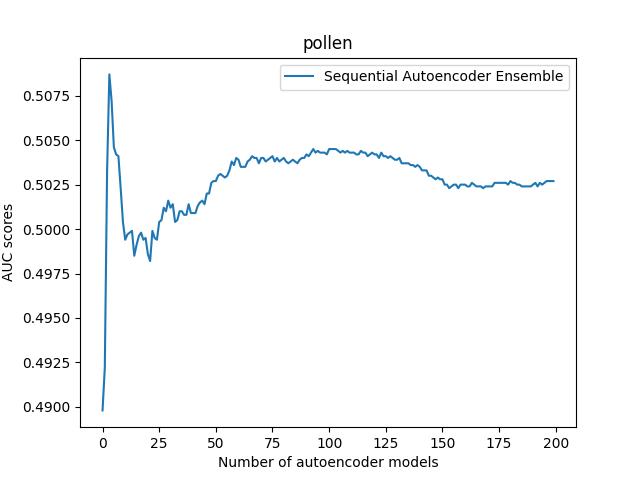 pollen
Sequential Autoencoder Ensemble
AUC scores
0.5075
0.5050
0.5025
0.5000
0.4975
0.4950
0.4925
0.4900
0 25 50 75 100 125 150 175 200
Number of autoencoder models